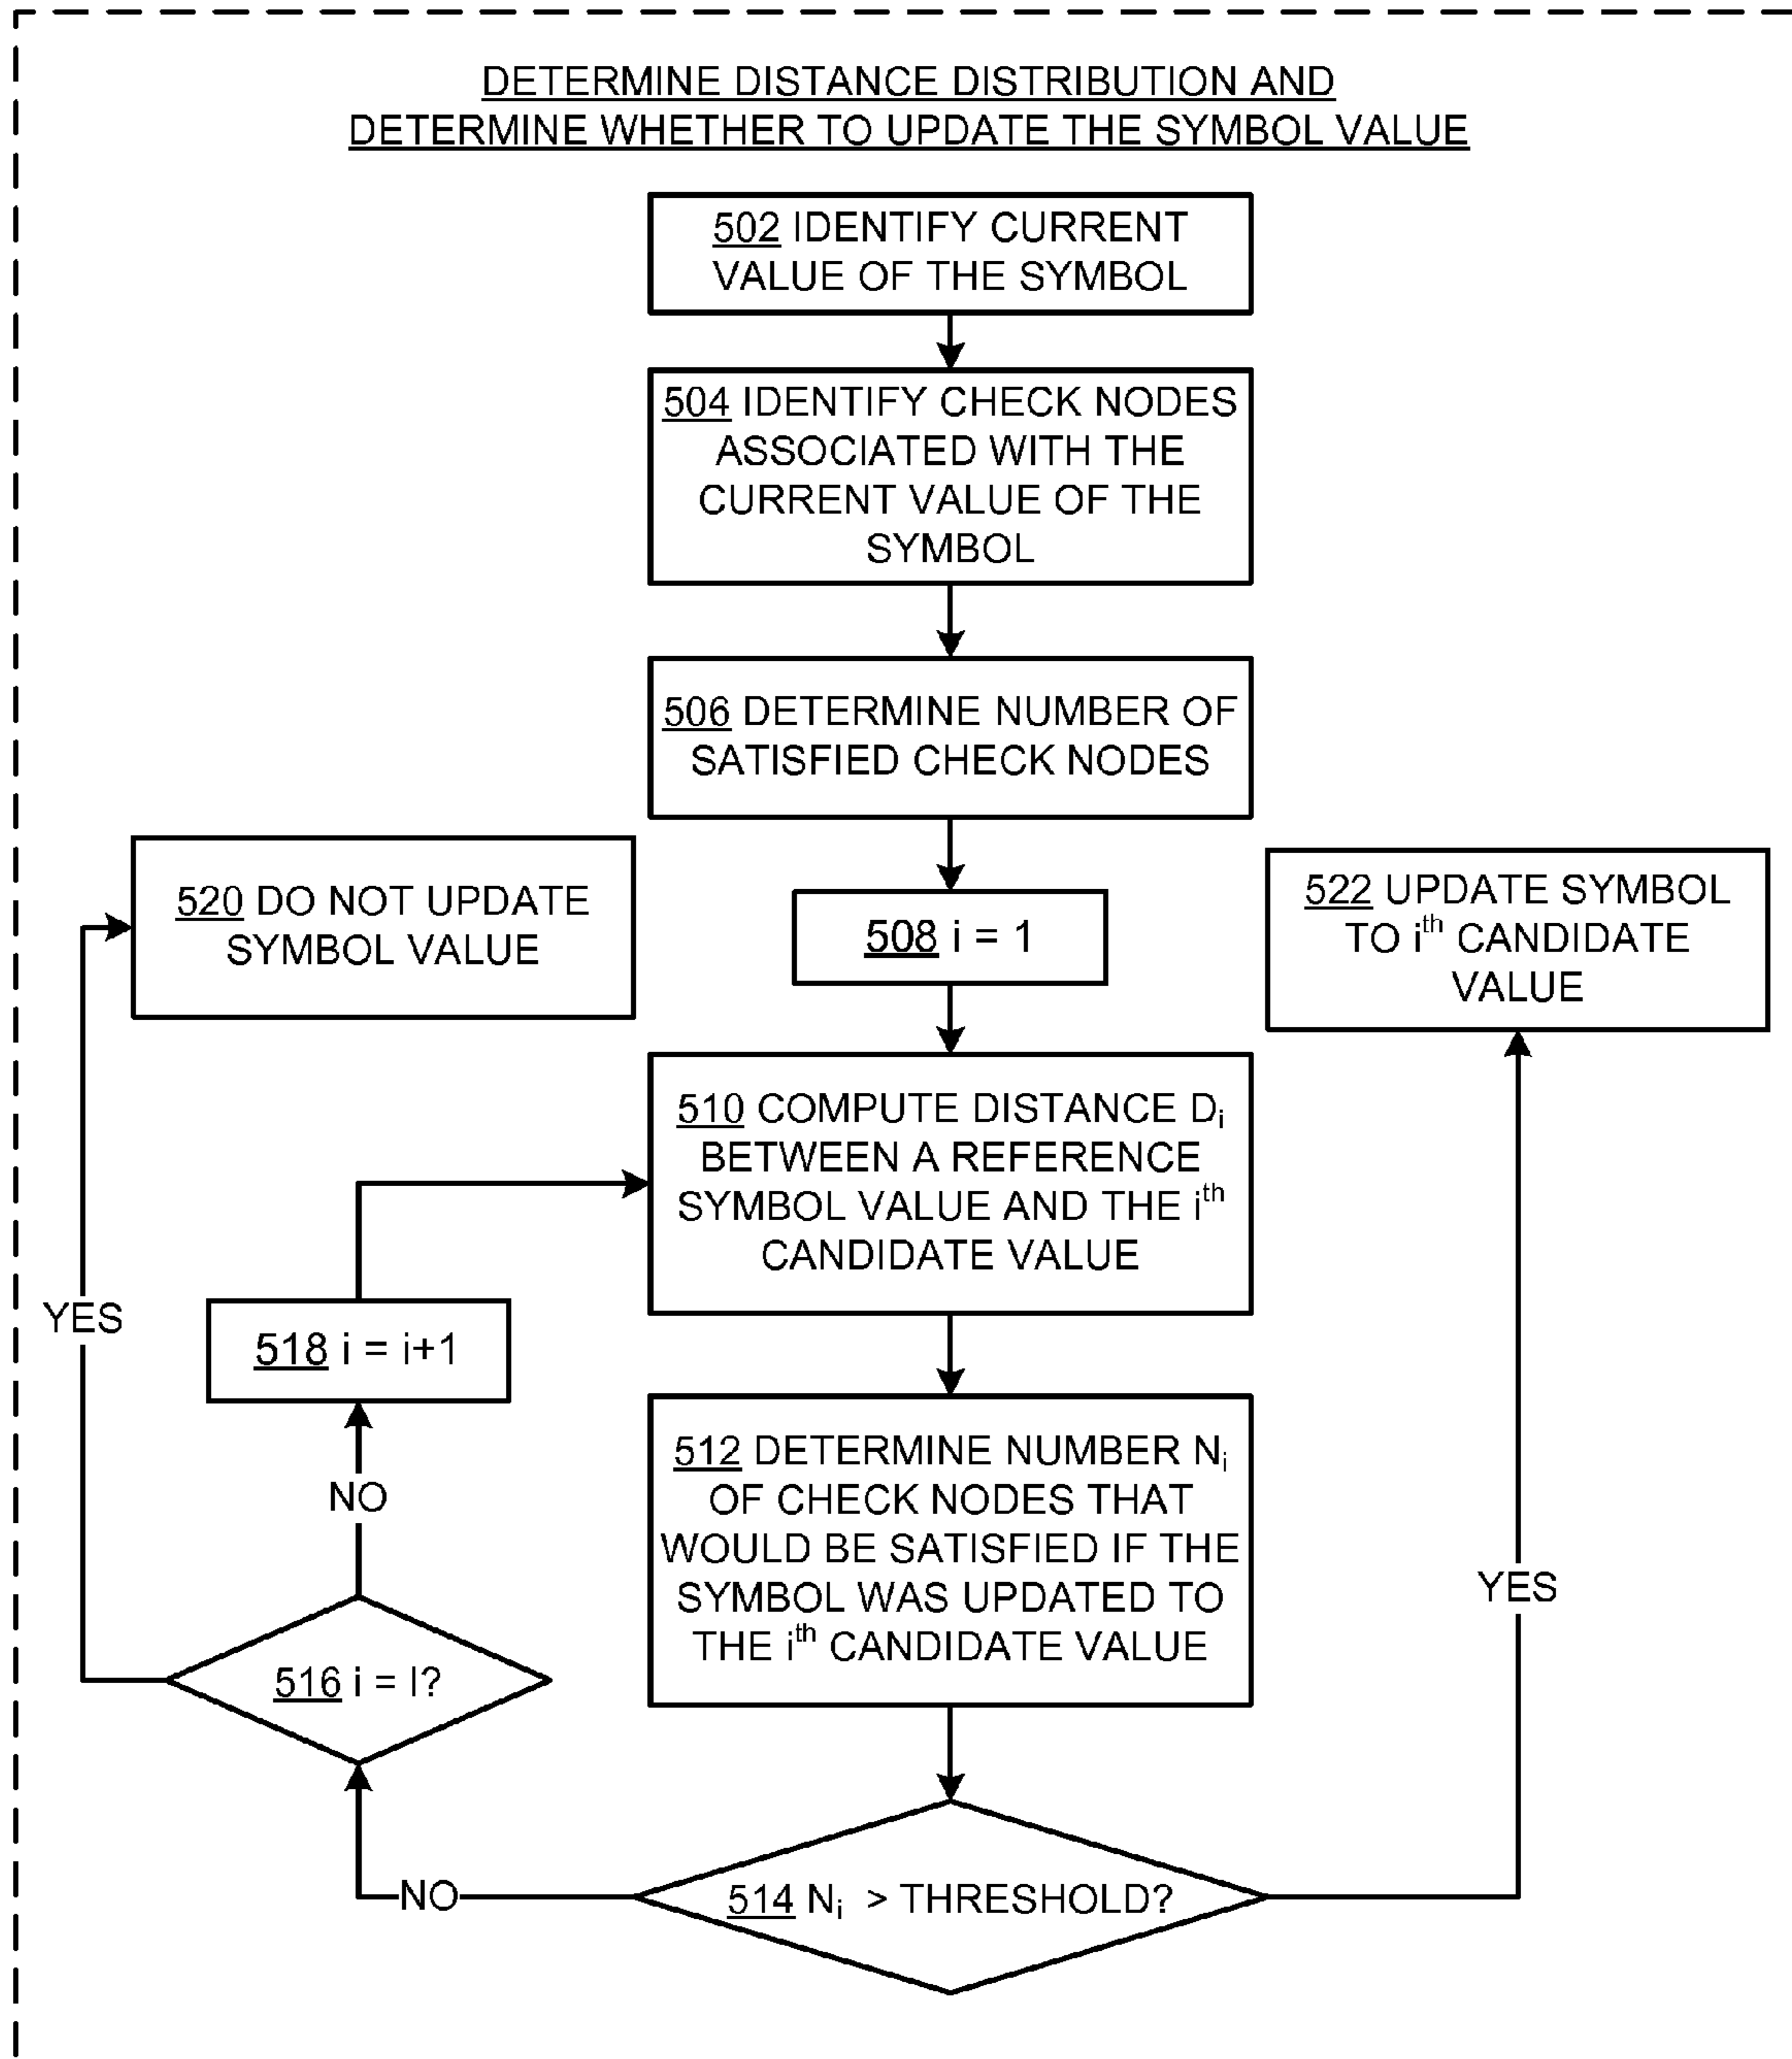 DETERMINE DISTANCE DISTRIBUTION AND
DETERMINE WHETHER TO UPDATE THE SYMBOL VALUE
502 IDENTIFY CURRENT
VALUE OF THE SYMBOL
504 IDENTIFY CHECK NODES
ASSOCIATED WITH THE
CURRENT VALUE OF THE
SYMBOL
506 DETERMINE NUMBER OF
SATISFIED CHECK NODES
520 DO NOT UPDATE
SYMBOL VALUE
508 i = 1
522 UPDATE SYMBOL
TO ith CANDIDATE
VALUE
510 COMPUTE DISTANCE Di
BETWEEN A REFERENCE
SYMBOL VALUE AND THE ith
CANDIDATE VALUE
YES
518 i = i+1
NO
512 DETERMINE NUMBER Ni
OF CHECK NODES THAT
WOULD BE SATISFIED IF THE
SYMBOL WAS UPDATED TO
THE ith CANDIDATE VALUE
YES
516 i = I?
NO
514 Ni > THRESHOLD?